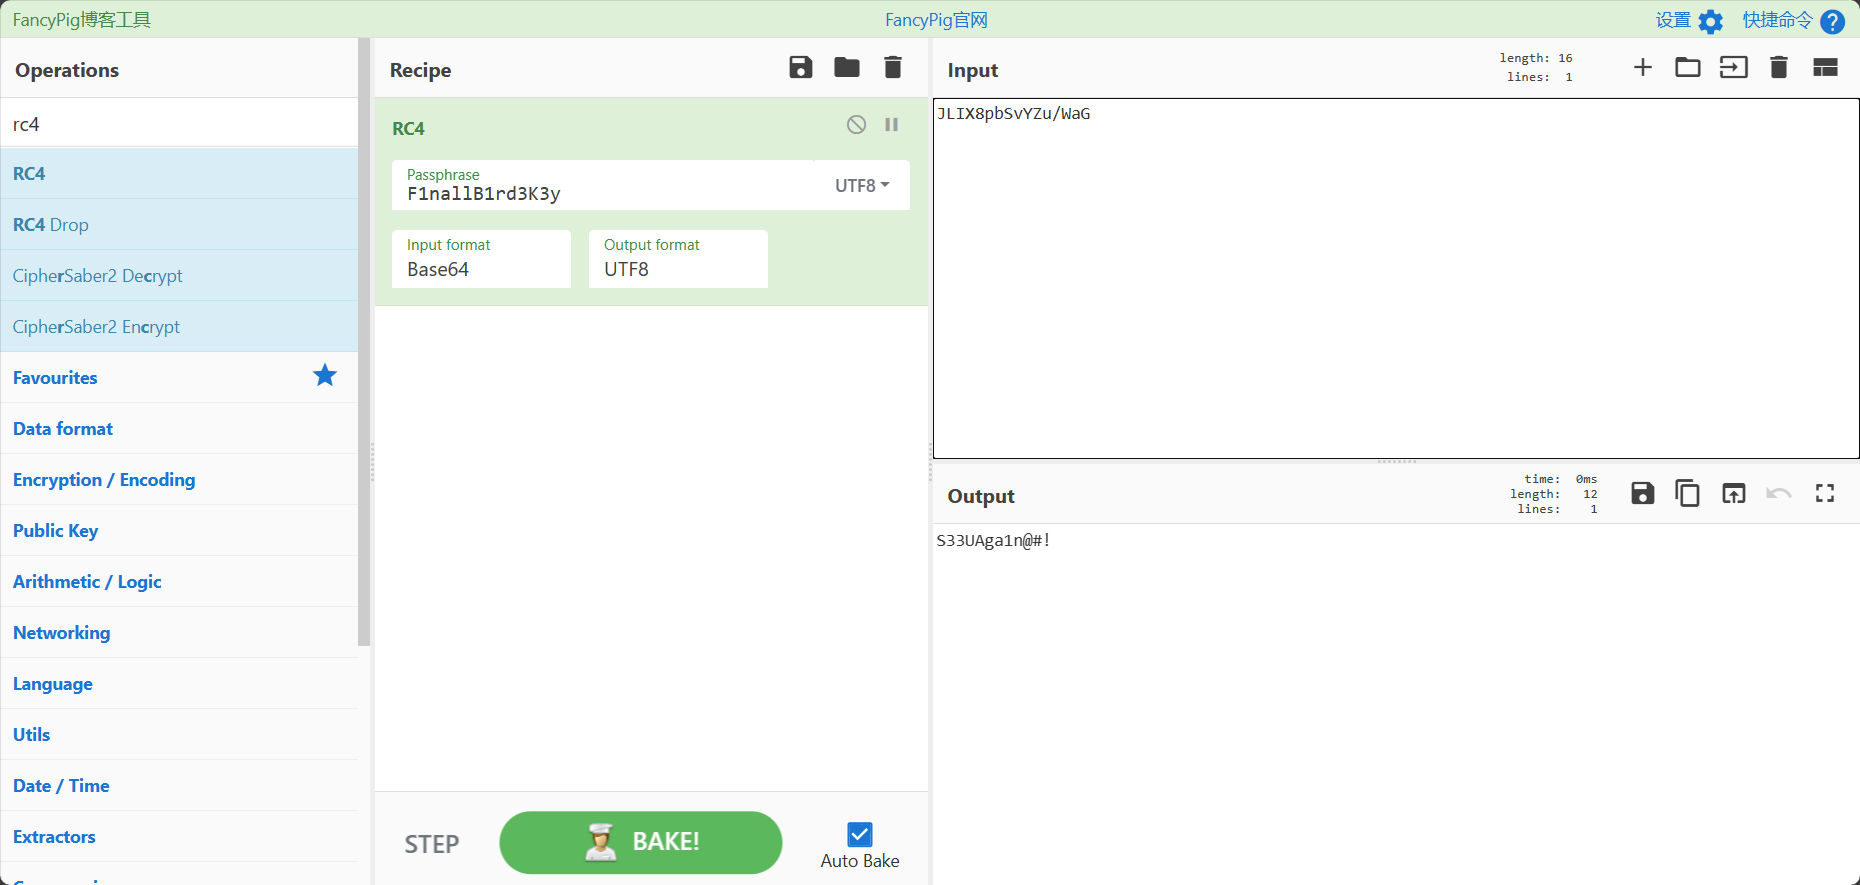 FancyPig博客工具
FancyPig官网
设置
快捷命令
Operations
rc4
RC4
RC4 Drop
CipherSaber2 Decrypt
CipherSaber2 Encrypt
Favourites
Data format
Encryption / Encoding
Public Key
Arithmetic / Logic
Networking
Language
Utils
Date / Time
Extractors
Recipe
RC4
Passphrase
F1nallB1rd3K3y
UTF8
Input format
Base64
Output format
UTF8
STEP
BAKE!
Auto Bake
Input
length: 16
lines: 1
JLIX8pbSvYZu/WaG
Output
time: 0ms
length: 12
lines: 1
S33UAga1n@#!